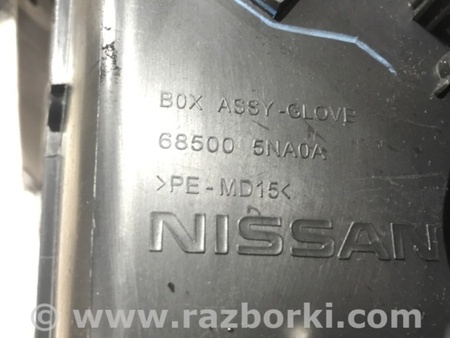 BOX ASSY-GLOVE
68500 5NA0A
>PE-MD15<
NISSAN
www.razborki.com